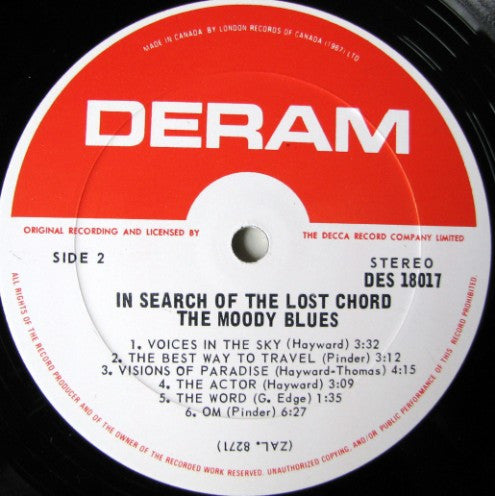 MADE IN CANADA BY LONDON RECORDS OF CANADA (1967) LTD
DERAM
ORIGINAL RECORDING AND LICENSED BY THE DECCA RECORD COMPANY LIMITED
SIDE 2
STEREO
DES 18017
IN SEARCH OF THE LOST CHORD
THE MOODY BLUES
1. VOICES IN THE SKY (Hayward) 3:32
2. THE BEST WAY TO TRAVEL (Pinder) 3:12
3. VISIONS OF PARADISE (Hayward-Thomas) 4:15
4. THE ACTOR (Hayward) 3:09
5. THE WORD (G. Edge) 1:35
6. OM (Pinder) 6:27
(ZAL. 8271)
ALL RIGHTS OF THE RECORD PRODUCER AND OF THE OWNER OF THE RECORDED WORK RESERVED. UNAUTHORIZED COPYING, AND/OR PUBLIC PERFORMANCE OF THIS RECORD PROHIBITED.